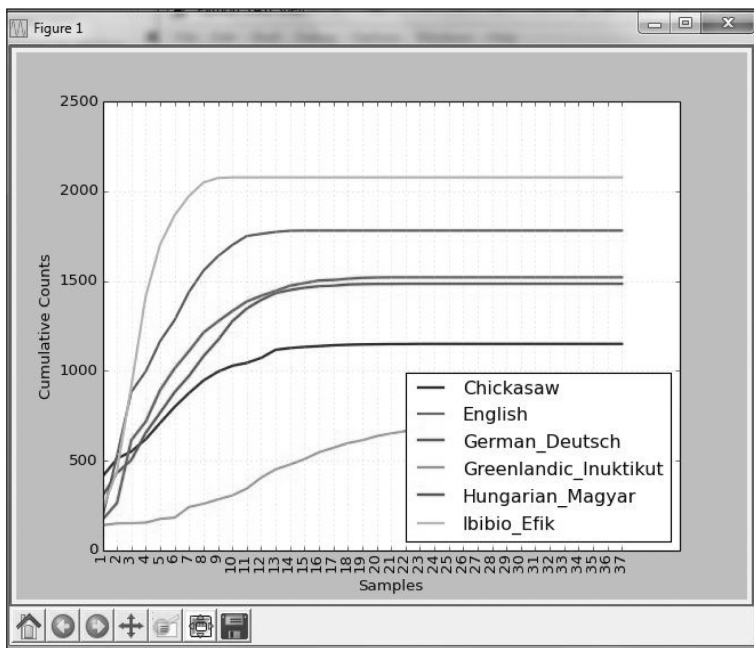 Figure 1
2500
2000
1500
1000
500
0
Cumulative Counts
1 2 3 4 5 6 7 8 9 10 11 12 13 14 15 16 17 18 19 20 21 22 23 24 25 26 27 28 29 30 31 32 33 34 35 36 37
Samples
Chickasaw
English
German_Deutsch
Greenlandic_Inuktikut
Hungarian_Magyar
Ibibio_Efik